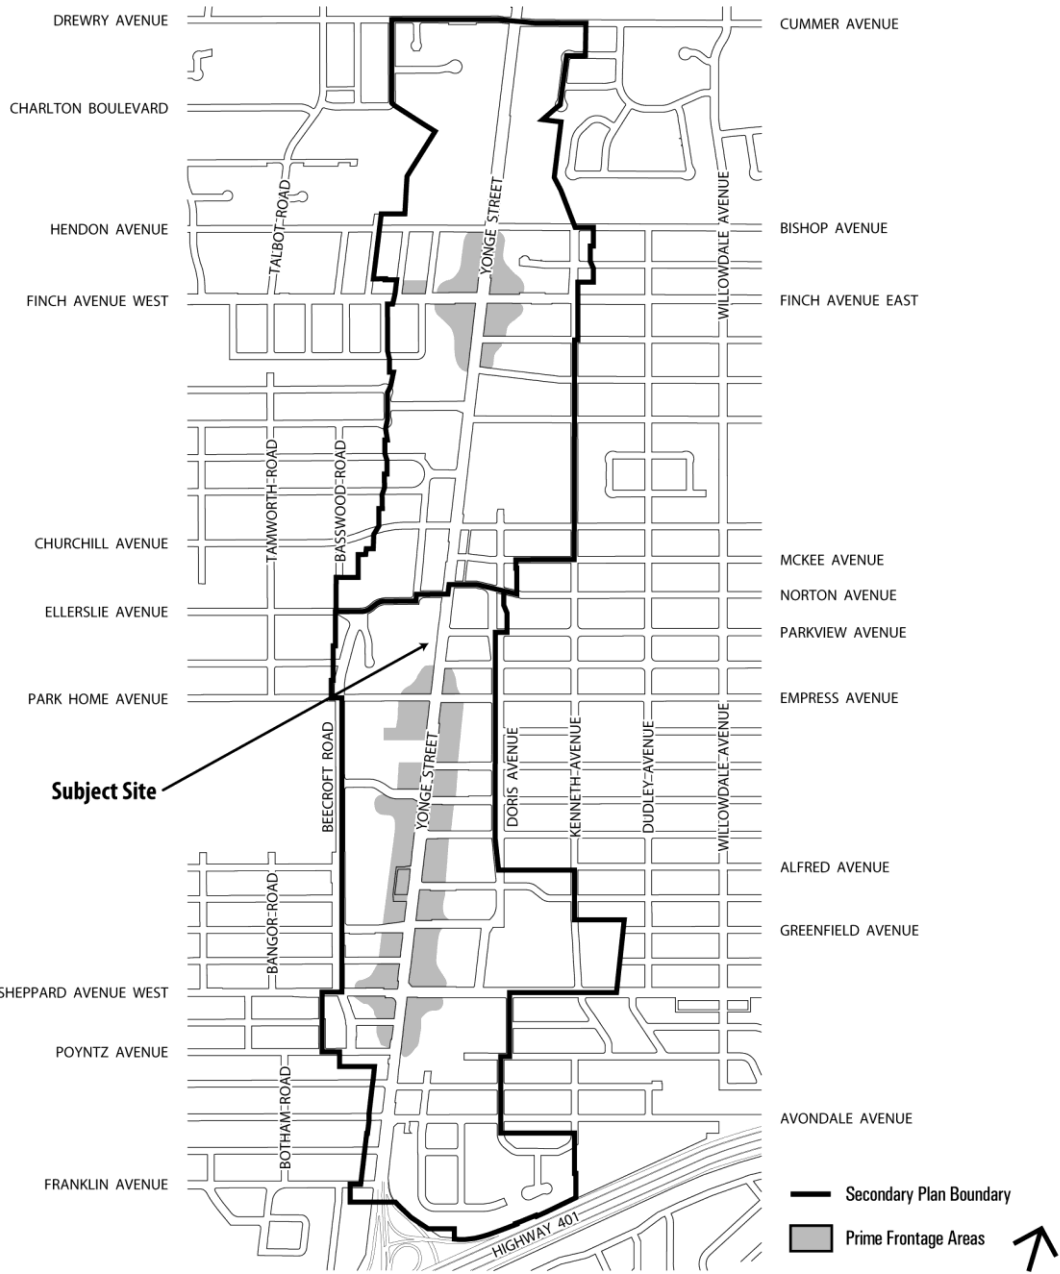 DREWRY AVENUE
CUMMER AVENUE
CHARLTON BOULEVARD
TALBOT ROAD
YONGE STREET
WILLOWDALE AVENUE
HENDON AVENUE
BISHOP AVENUE
FINCH AVENUE WEST
FINCH AVENUE EAST
TAMWORTH ROAD
BASSWOOD ROAD
CHURCHILL AVENUE
MCKEE AVENUE
NORTON AVENUE
ELLERSLIE AVENUE
PARKVIEW AVENUE
PARK HOME AVENUE
EMPRESS AVENUE
BEECROFT ROAD
YONGE STREET
DORIS AVENUE
KENNETH AVENUE
DUDLEY AVENUE
WILLOWDALE AVENUE
Subject Site
ALFRED AVENUE
BANGOR ROAD
GREENFIELD AVENUE
SHEPPARD AVENUE WEST
POYNTZ AVENUE
BOTHAM ROAD
AVONDALE AVENUE
FRANKLIN AVENUE
HIGHWAY 401
Secondary Plan Boundary
Prime Frontage Areas